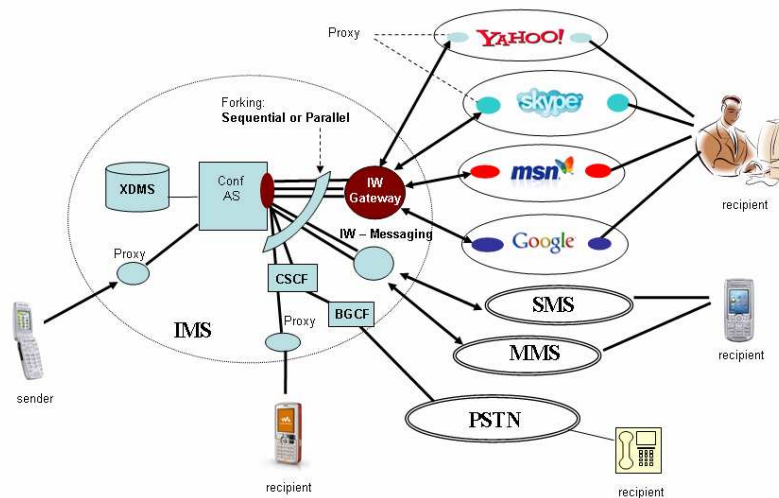 Proxy
YAHOO!
Forking:
Sequential or Parallel
skype
XDMS
Conf
AS
IW
Gateway
msn
recipient
IW – Messaging
Google
Proxy
CSCF
SMS
IMS
Proxy
BGCF
MMS
recipient
sender
PSTN
recipient
recipient